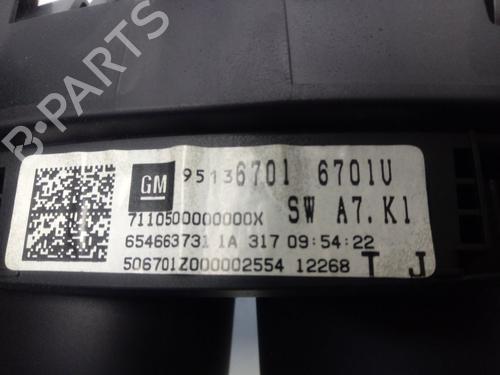 GM 95136701 6701U
7110500000000X SW A7.K1
654663731 1A 317 09:54:22
506701Z000002554 12268 T J
B-PARTS